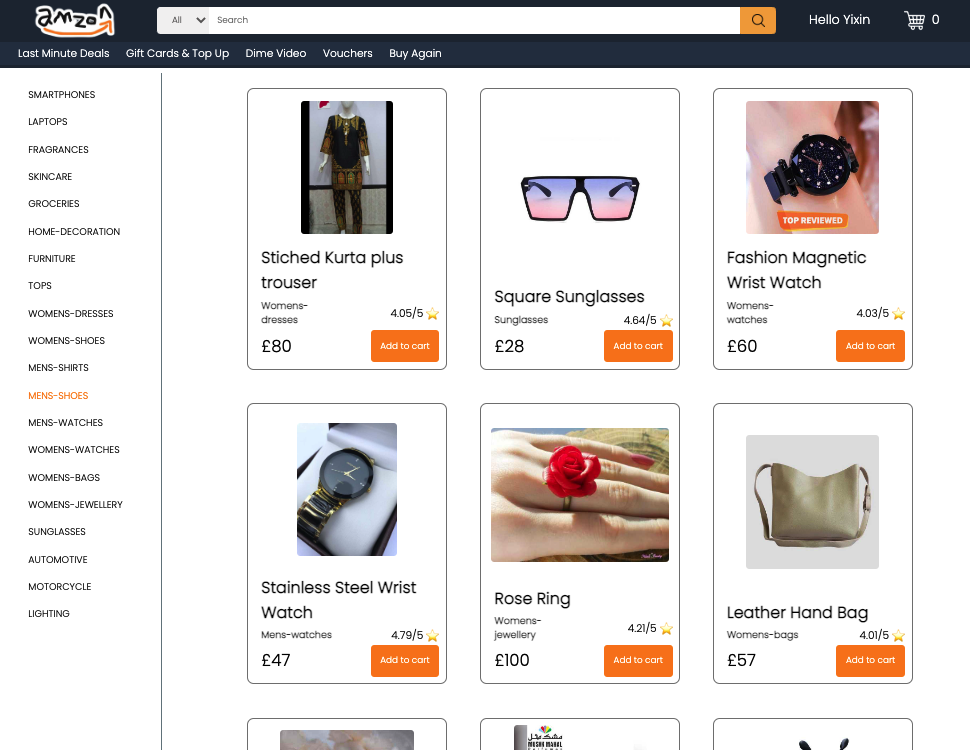 amzon
All
Search
Hello Yixin
0
Last Minute Deals
Gift Cards & Top Up
Dime Video
Vouchers
Buy Again
SMARTPHONES
LAPTOPS
FRAGRANCES
SKINCARE
GROCERIES
HOME-DECORATION
FURNITURE
TOPS
WOMENS-DRESSES
WOMENS-SHOES
MENS-SHIRTS
MENS-SHOES
MENS-WATCHES
WOMENS-WATCHES
WOMENS-BAGS
WOMENS-JEWELLERY
SUNGLASSES
AUTOMOTIVE
MOTORCYCLE
LIGHTING
Stiched Kurta plus
trouser
Womens-
dresses
4.05/5
£80
Add to cart
Square Sunglasses
Sunglasses
4.64/5
£28
Add to cart
TOP REVIEWED
Fashion Magnetic
Wrist Watch
Womens-
watches
4.03/5
£60
Add to cart
Stainless Steel Wrist
Watch
Mens-watches
4.79/5
£47
Add to cart
Rose Ring
Womens-
jewellery
4.21/5
£100
Add to cart
Leather Hand Bag
Womens-bags
4.01/5
£57
Add to cart
MUSHK MAHAL